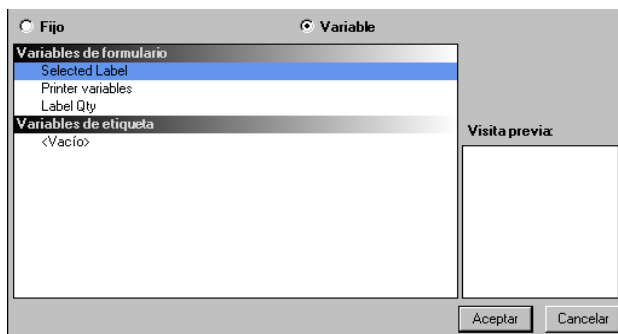 Fijo
Variable
Variables de formulario
Selected Label
Printer variables
Label Qty
Variables de etiqueta
<Vacío>
Visita previa:
Aceptar
Cancelar